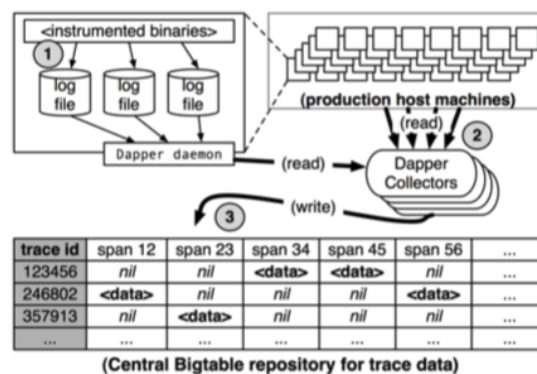 <instrumented binaries>
1
log file
log file
log file
Dapper daemon
(production host machines)
(read)
2
(read)
Dapper Collectors
3
(write)
trace id span 12 span 23 span 34 span 45 span 56 ...
123456 nil nil <data> <data> nil ...
246802 <data> nil nil nil <data> ...
357913 nil <data> nil nil nil ...
... ... ... ... ... ... ...
(Central Bigtable repository for trace data)